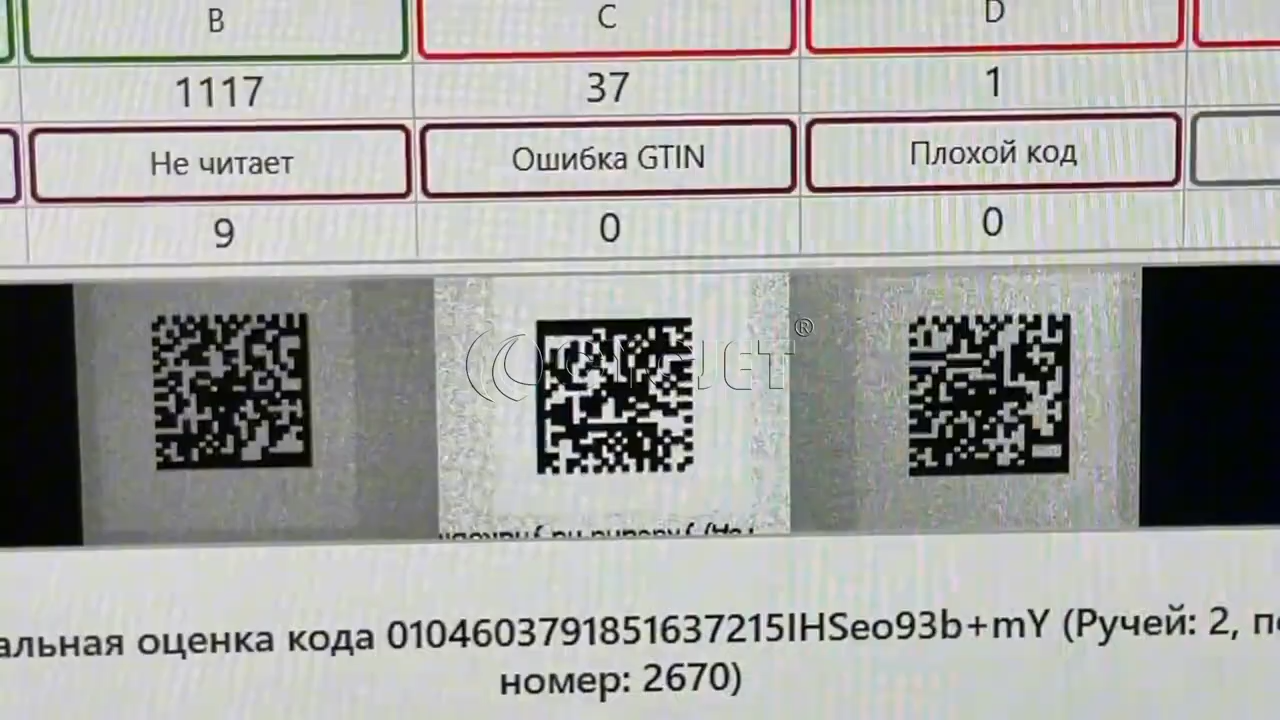 B C D
1117 37 1
Не читает Ошибка GTIN Плохой код
9 0 0
альная оценка кода 0104603791851637215IHSeo93b+mY (Ручей: 2,
номер: 2670)